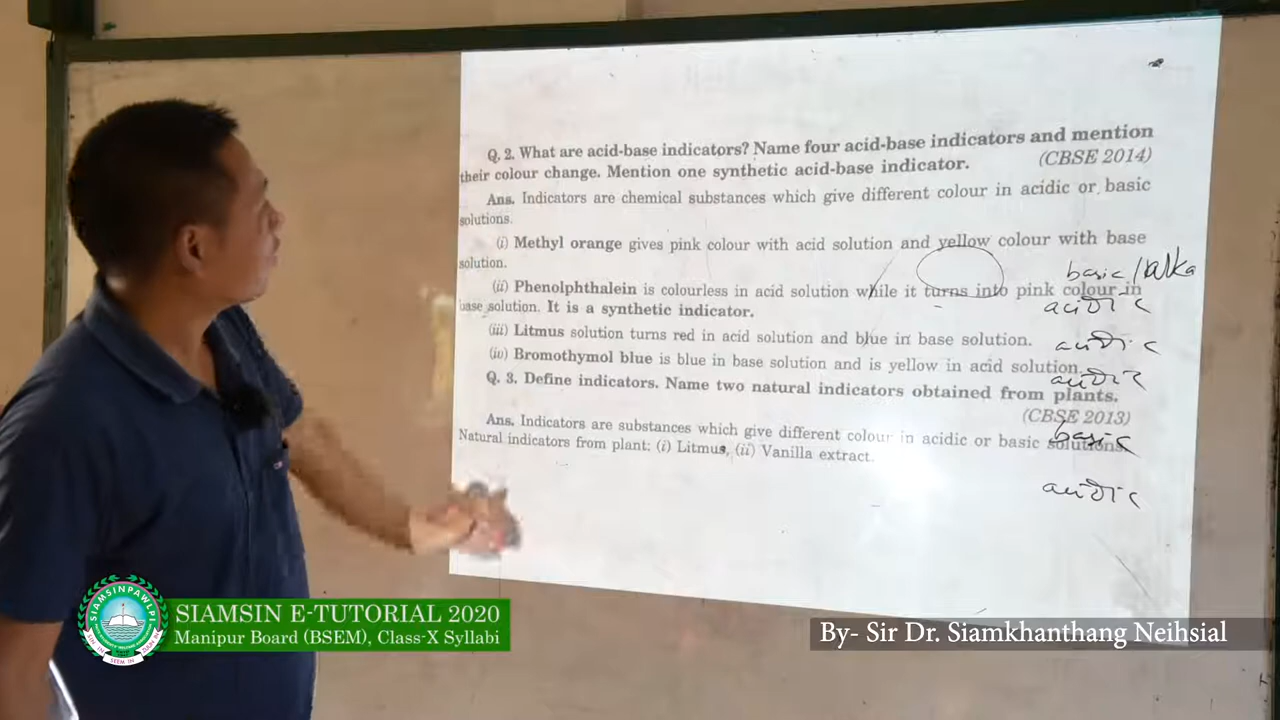 Q. 2. What are acid-base indicators? Name four acid-base indicators and mention
their colour change. Mention one synthetic acid-base indicator. (CBSE 2014)
Ans. Indicators are chemical substances which give different colour in acidic or basic
solutions.
(i) Methyl orange gives pink colour with acid solution and yellow colour with base
solution.
basic/alka
(ii) Phenolphthalein is colourless in acid solution while it turns into pink colour in
acidic
base solution. It is a synthetic indicator.
(iii) Litmus solution turns red in acid solution and blue in base solution.
acidic
(iv) Bromothymol blue is blue in base solution and is yellow in acid solution.
acidic
Q. 3. Define indicators. Name two natural indicators obtained from plants.
(CBSE 2013)
Ans. Indicators are substances which give different colour in acidic or basic solutions.
basic
Natural indicators from plant: (i) Litmus, (ii) Vanilla extract.
acidic
SIAMSINPAWLPI
SIAMSIN E-TUTORIAL 2020
Manipur Board (BSEM), Class-X Syllabi
By- Sir Dr. Siamkhanthang Neihsial